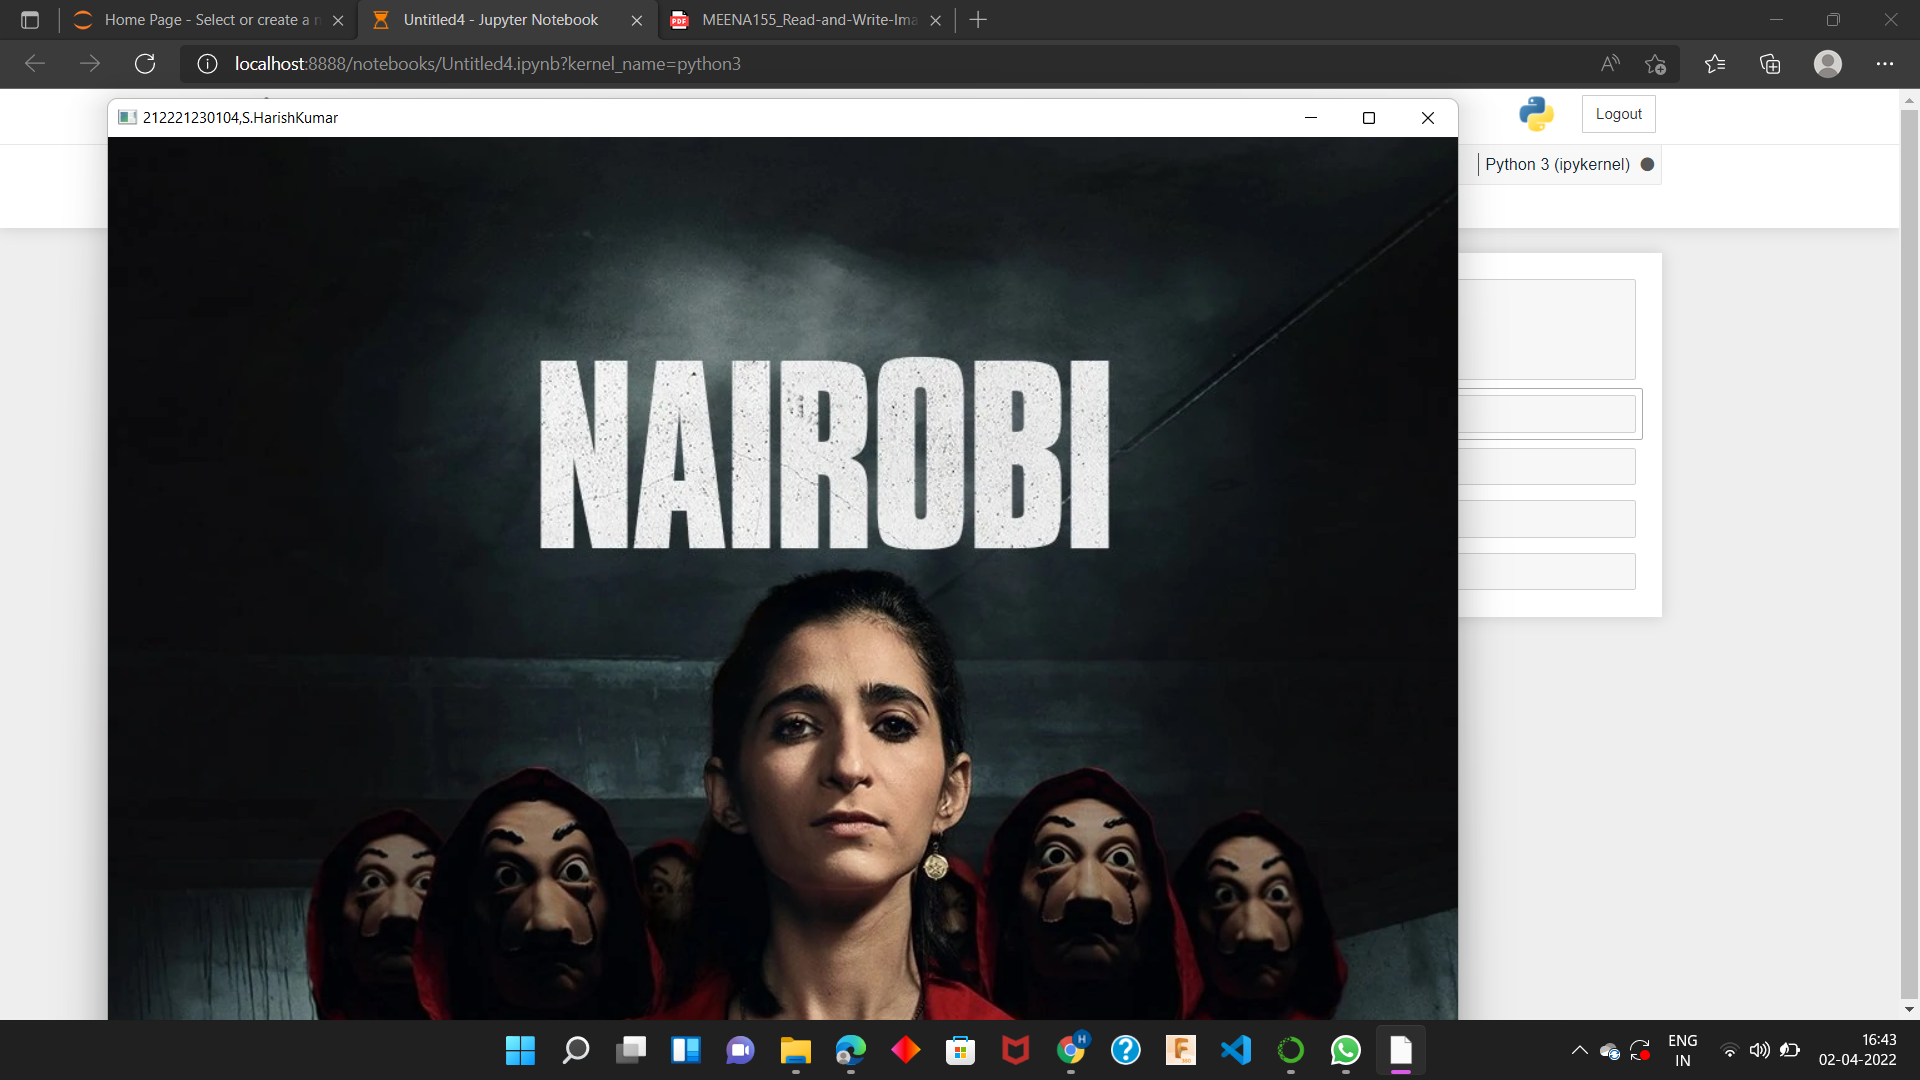 Home Page - Select or create a n
Untitled4 - Jupyter Notebook
PDF
MEENA155_Read-and-Write-Ima
localhost:8888/notebooks/Untitled4.ipynb?kernel_name=python3
212221230104,S.HarishKumar
Logout
Python 3 (ipykernel)
NAIROBI
H
F
ENG
IN
16:43
02-04-2022